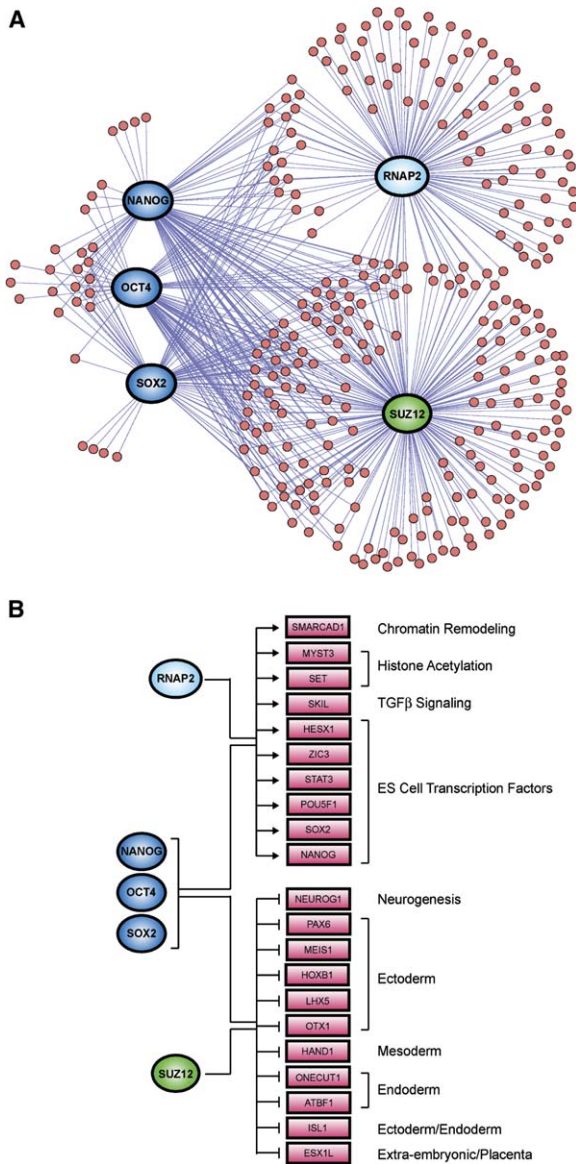 A
RNAP2
NANOG
OCT4
SOX2
SUZ12
B
SMARCAD1 Chromatin Remodeling
MYST3
Histone Acetylation
SET
RNAP2
SKIL TGFβ Signaling
HESX1
ZIC3
STAT3
ES Cell Transcription Factors
POU5F1
SOX2
NANOG
NANOG
OCT4
SOX2
NEUROG1 Neurogenesis
PAX6
MEIS1
HOXB1
Ectoderm
LHX5
OTX1
HAND1 Mesoderm
SUZ12
ONECUT1
Endoderm
ATBF1
ISL1 Ectoderm/Endoderm
ESX1L Extra-embryonic/Placenta